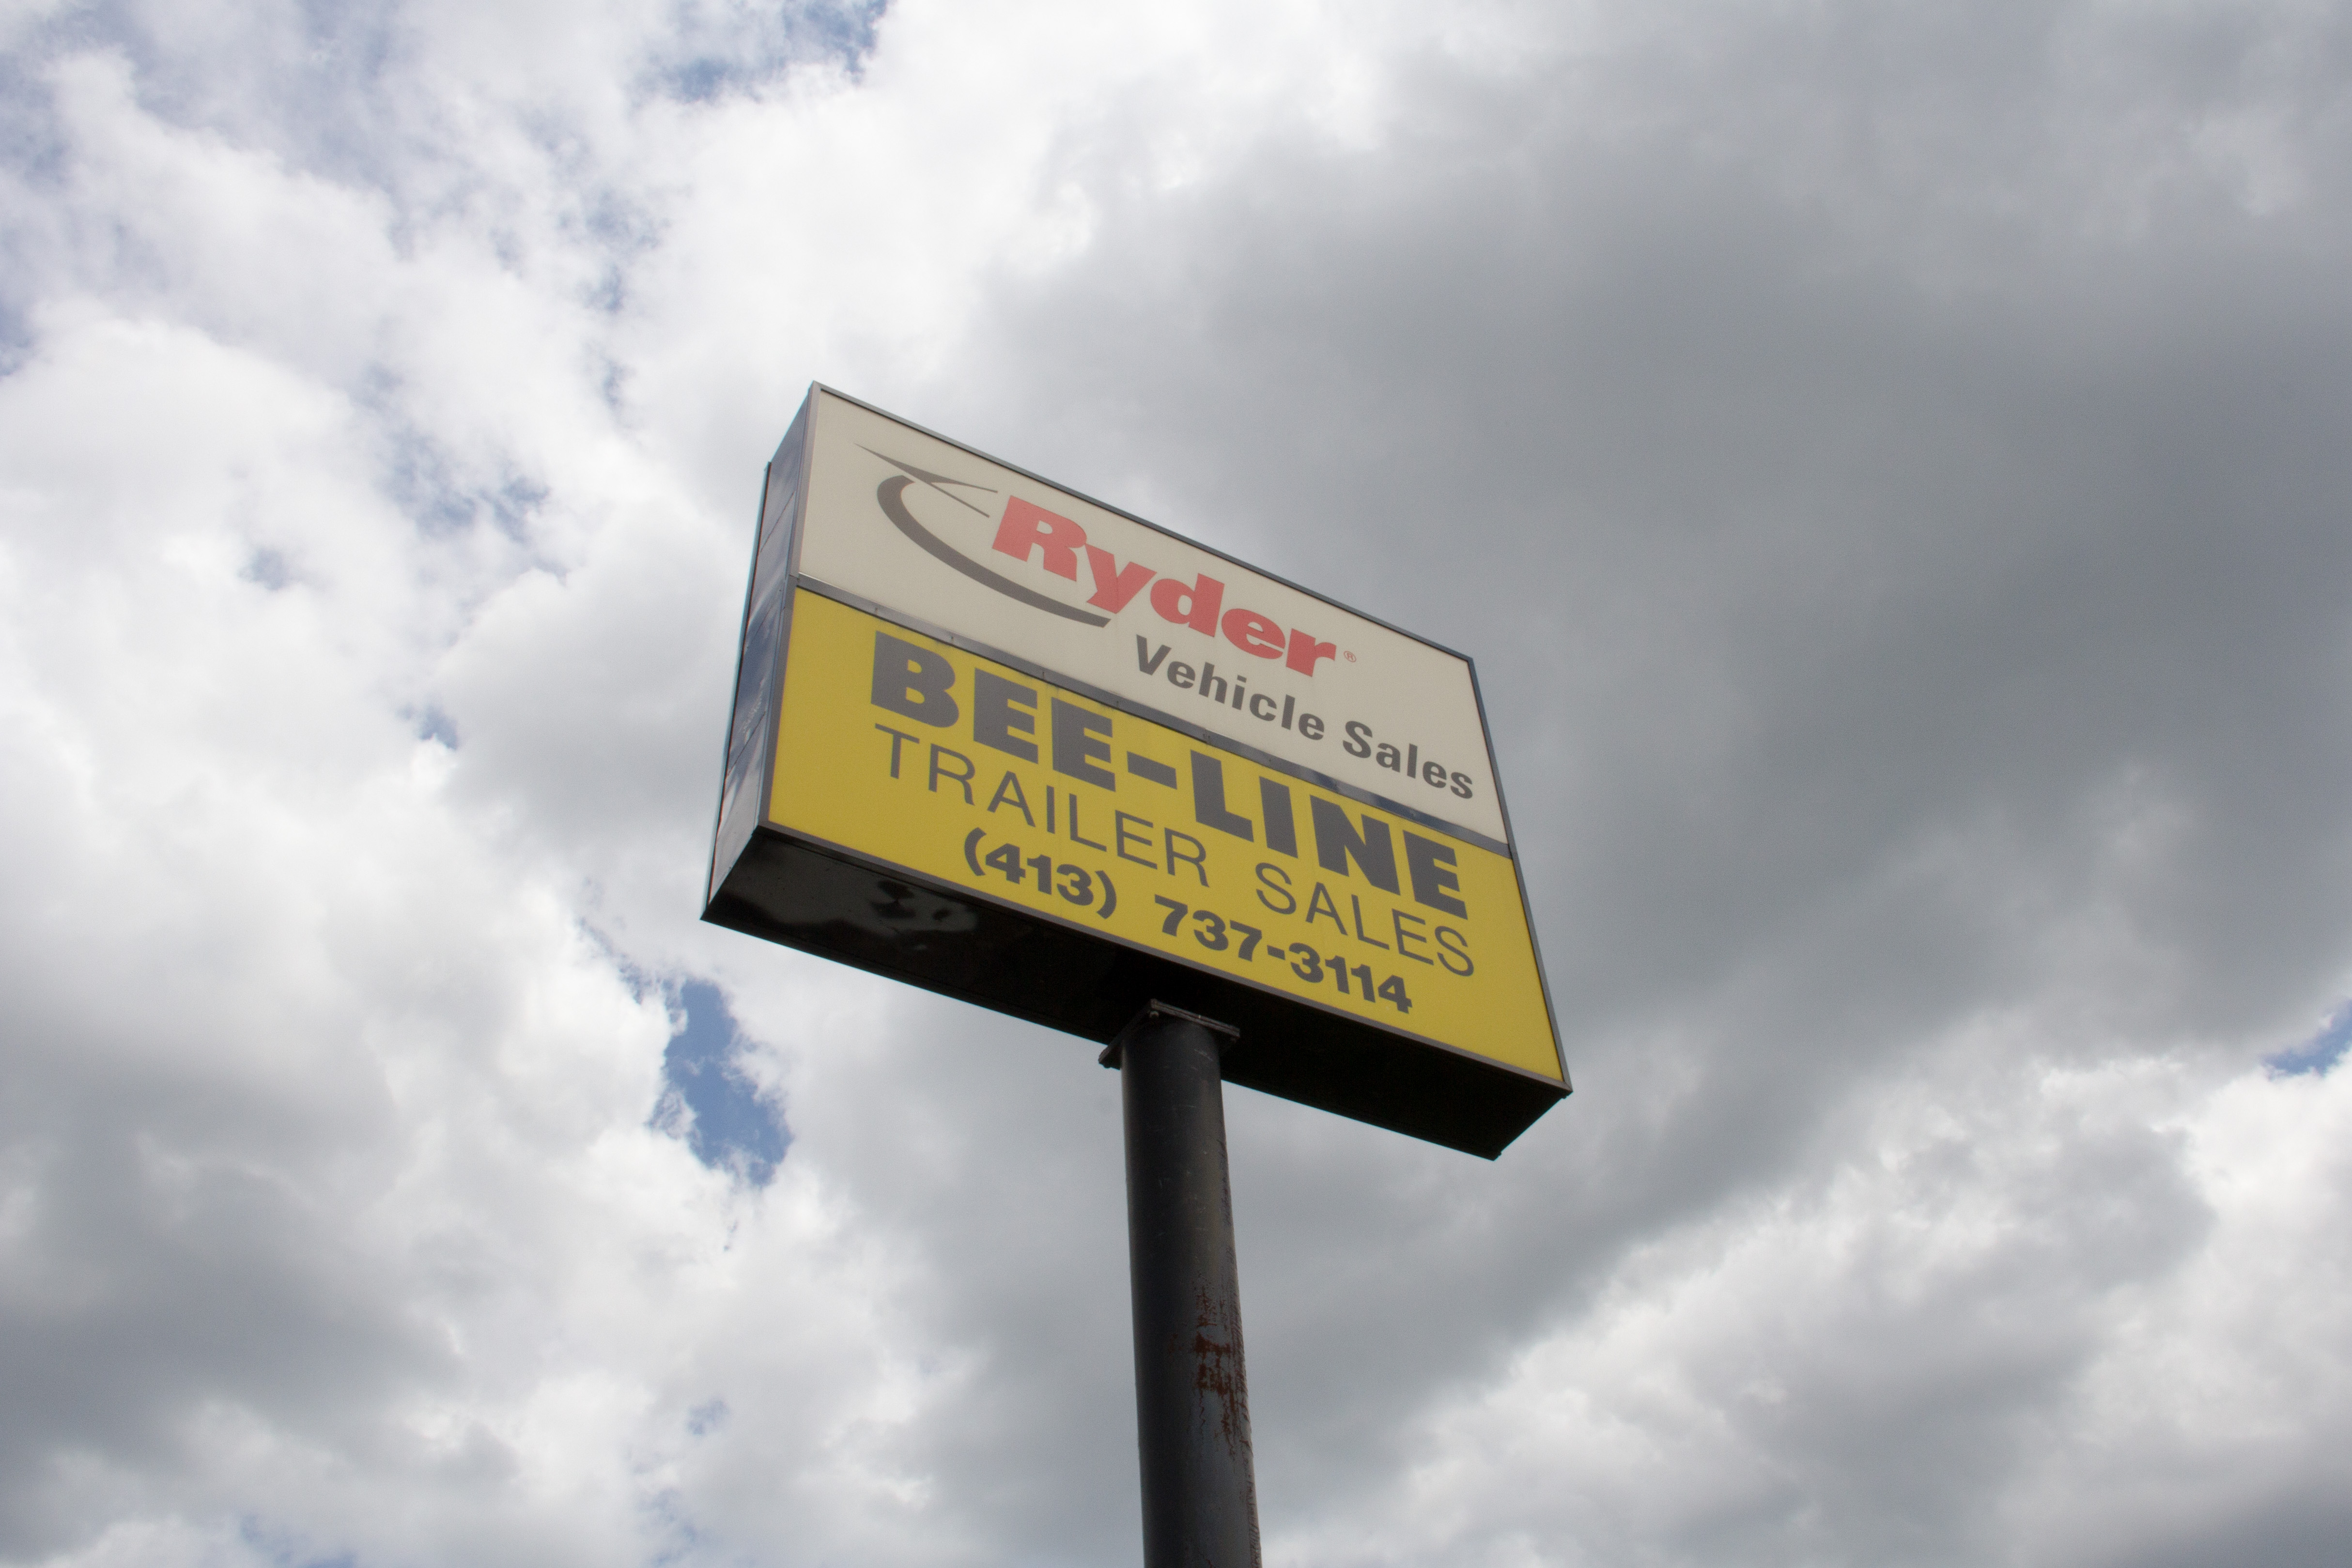 Ryder®
Vehicle Sales
BEE-LINE
TRAILER SALES
(413) 737-3114